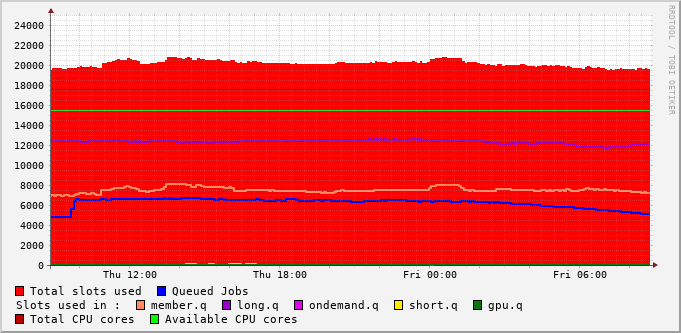 24000
22000
20000
18000
16000
14000
12000
10000
8000
6000
4000
2000
0
Thu 12:00 Thu 18:00 Fri 00:00 Fri 06:00
Total slots used Queued Jobs
Slots used in : member.q long.q ondemand.q short.q gpu.q
Total CPU cores Available CPU cores
RRDTOOL / TOBI OETIKER